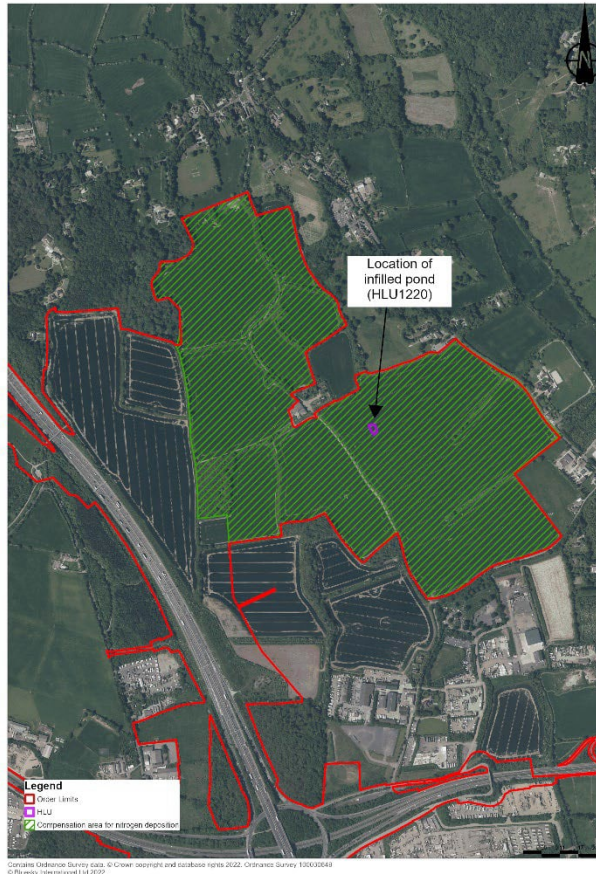 N
Location of
infilled pond
(HLU1220)
Legend
Order Limits
HLU
Compensation area for nitrogen deposition
Contains Ordnance Survey data. © Crown copyright and database rights 2022. Ordnance Survey 100030649
© Bluesky International Ltd 2022